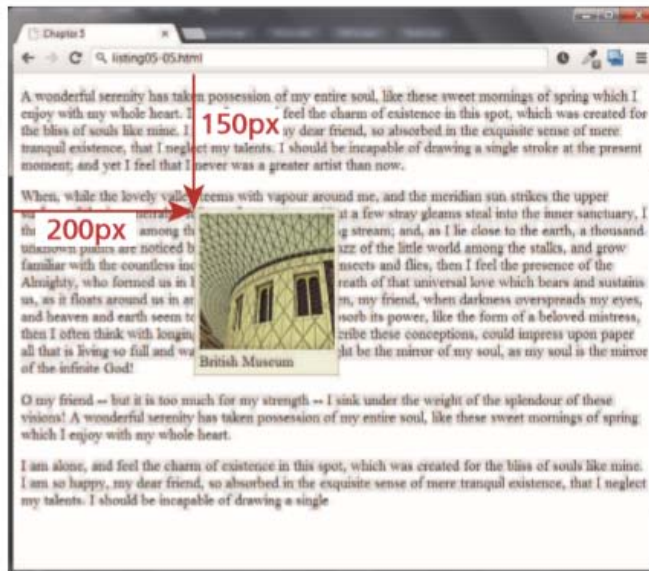 Chapter 5
listing05-05.html
A wonderful serenity has taken possession of my entire soul, like these sweet mornings of spring which I
enjoy with my whole heart. I feel the charm of existence in this spot, which was created for
the bliss of souls like mine. I my dear friend, so absorbed in the exquisite sense of mere
tranquil existence, that I neglect my talents. I should be incapable of drawing a single stroke at the present
moment; and yet I feel that I never was a greater artist than now.
150px
When, while the lovely valley teems with vapour around me, and the meridian sun strikes the upper
a few stray gleams steal into the inner sanctuary, I
among the stream; and, as I lie close to the earth, a thousand
unknown plants are noticed of the little world among the stalks, and grow
familiar with the countless insects and flies, then I feel the presence of the
Almighty, who formed us in of that universal love which bears and sustains
us, as it floats around us in my friend, when darkness overspreads my eyes,
and heaven and earth seem to its power, like the form of a beloved mistress,
then I often think with these conceptions, could impress upon paper
all that is living so full and be the mirror of my soul, as my soul is the mirror
of the infinite God!
200px
British Museum
O my friend -- but it is too much for my strength -- I sink under the weight of the splendour of these
visions! A wonderful serenity has taken possession of my entire soul, like these sweet mornings of spring
which I enjoy with my whole heart.
I am alone, and feel the charm of existence in this spot, which was created for the bliss of souls like mine.
I am so happy, my dear friend, so absorbed in the exquisite sense of mere tranquil existence, that I neglect
my talents. I should be incapable of drawing a single